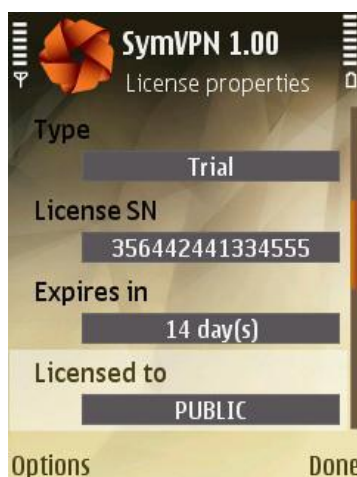 SymVPN 1.00
License properties
Type
Trial
License SN
356442441334555
Expires in
14 day(s)
Licensed to
PUBLIC
Options Done